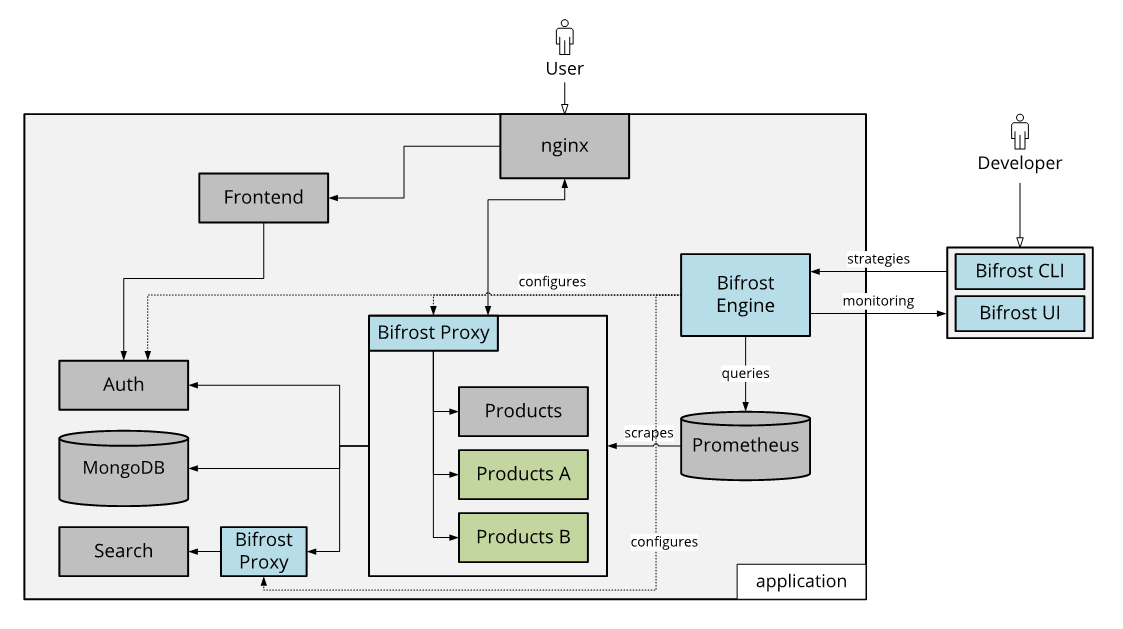 User
nginx
Developer
Frontend
strategies
Bifrost CLI
configures
Bifrost
Engine
monitoring
Bifrost UI
Bifrost Proxy
Auth
queries
Products
scrapes
Prometheus
MongoDB
Products A
Search
Bifrost
Proxy
Products B
configures
application